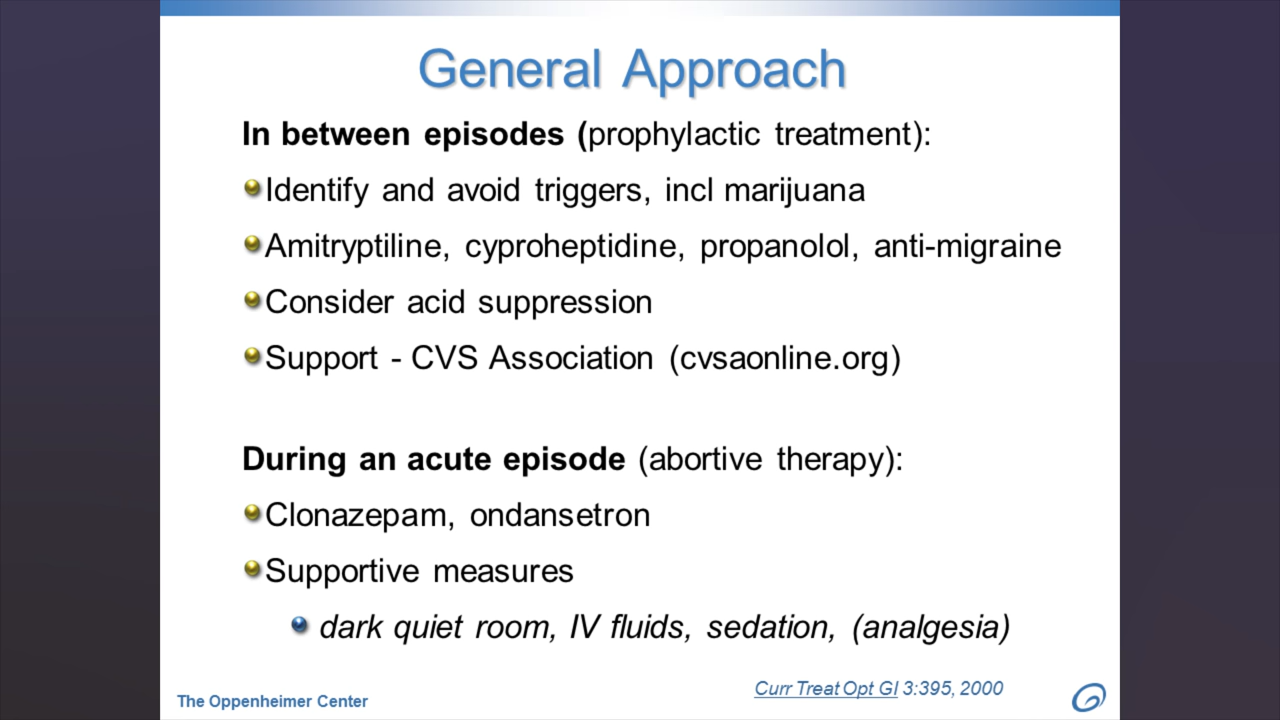 General Approach
In between episodes (prophylactic treatment):
Identify and avoid triggers, incl marijuana
Amitryptiline, cyproheptidine, propanolol, anti-migraine
Consider acid suppression
Support - CVS Association (cvsaonline.org)
During an acute episode (abortive therapy):
Clonazepam, ondansetron
Supportive measures
dark quiet room, IV fluids, sedation, (analgesia)
Curr Treat Opt GI 3:395, 2000
The Oppenheimer Center